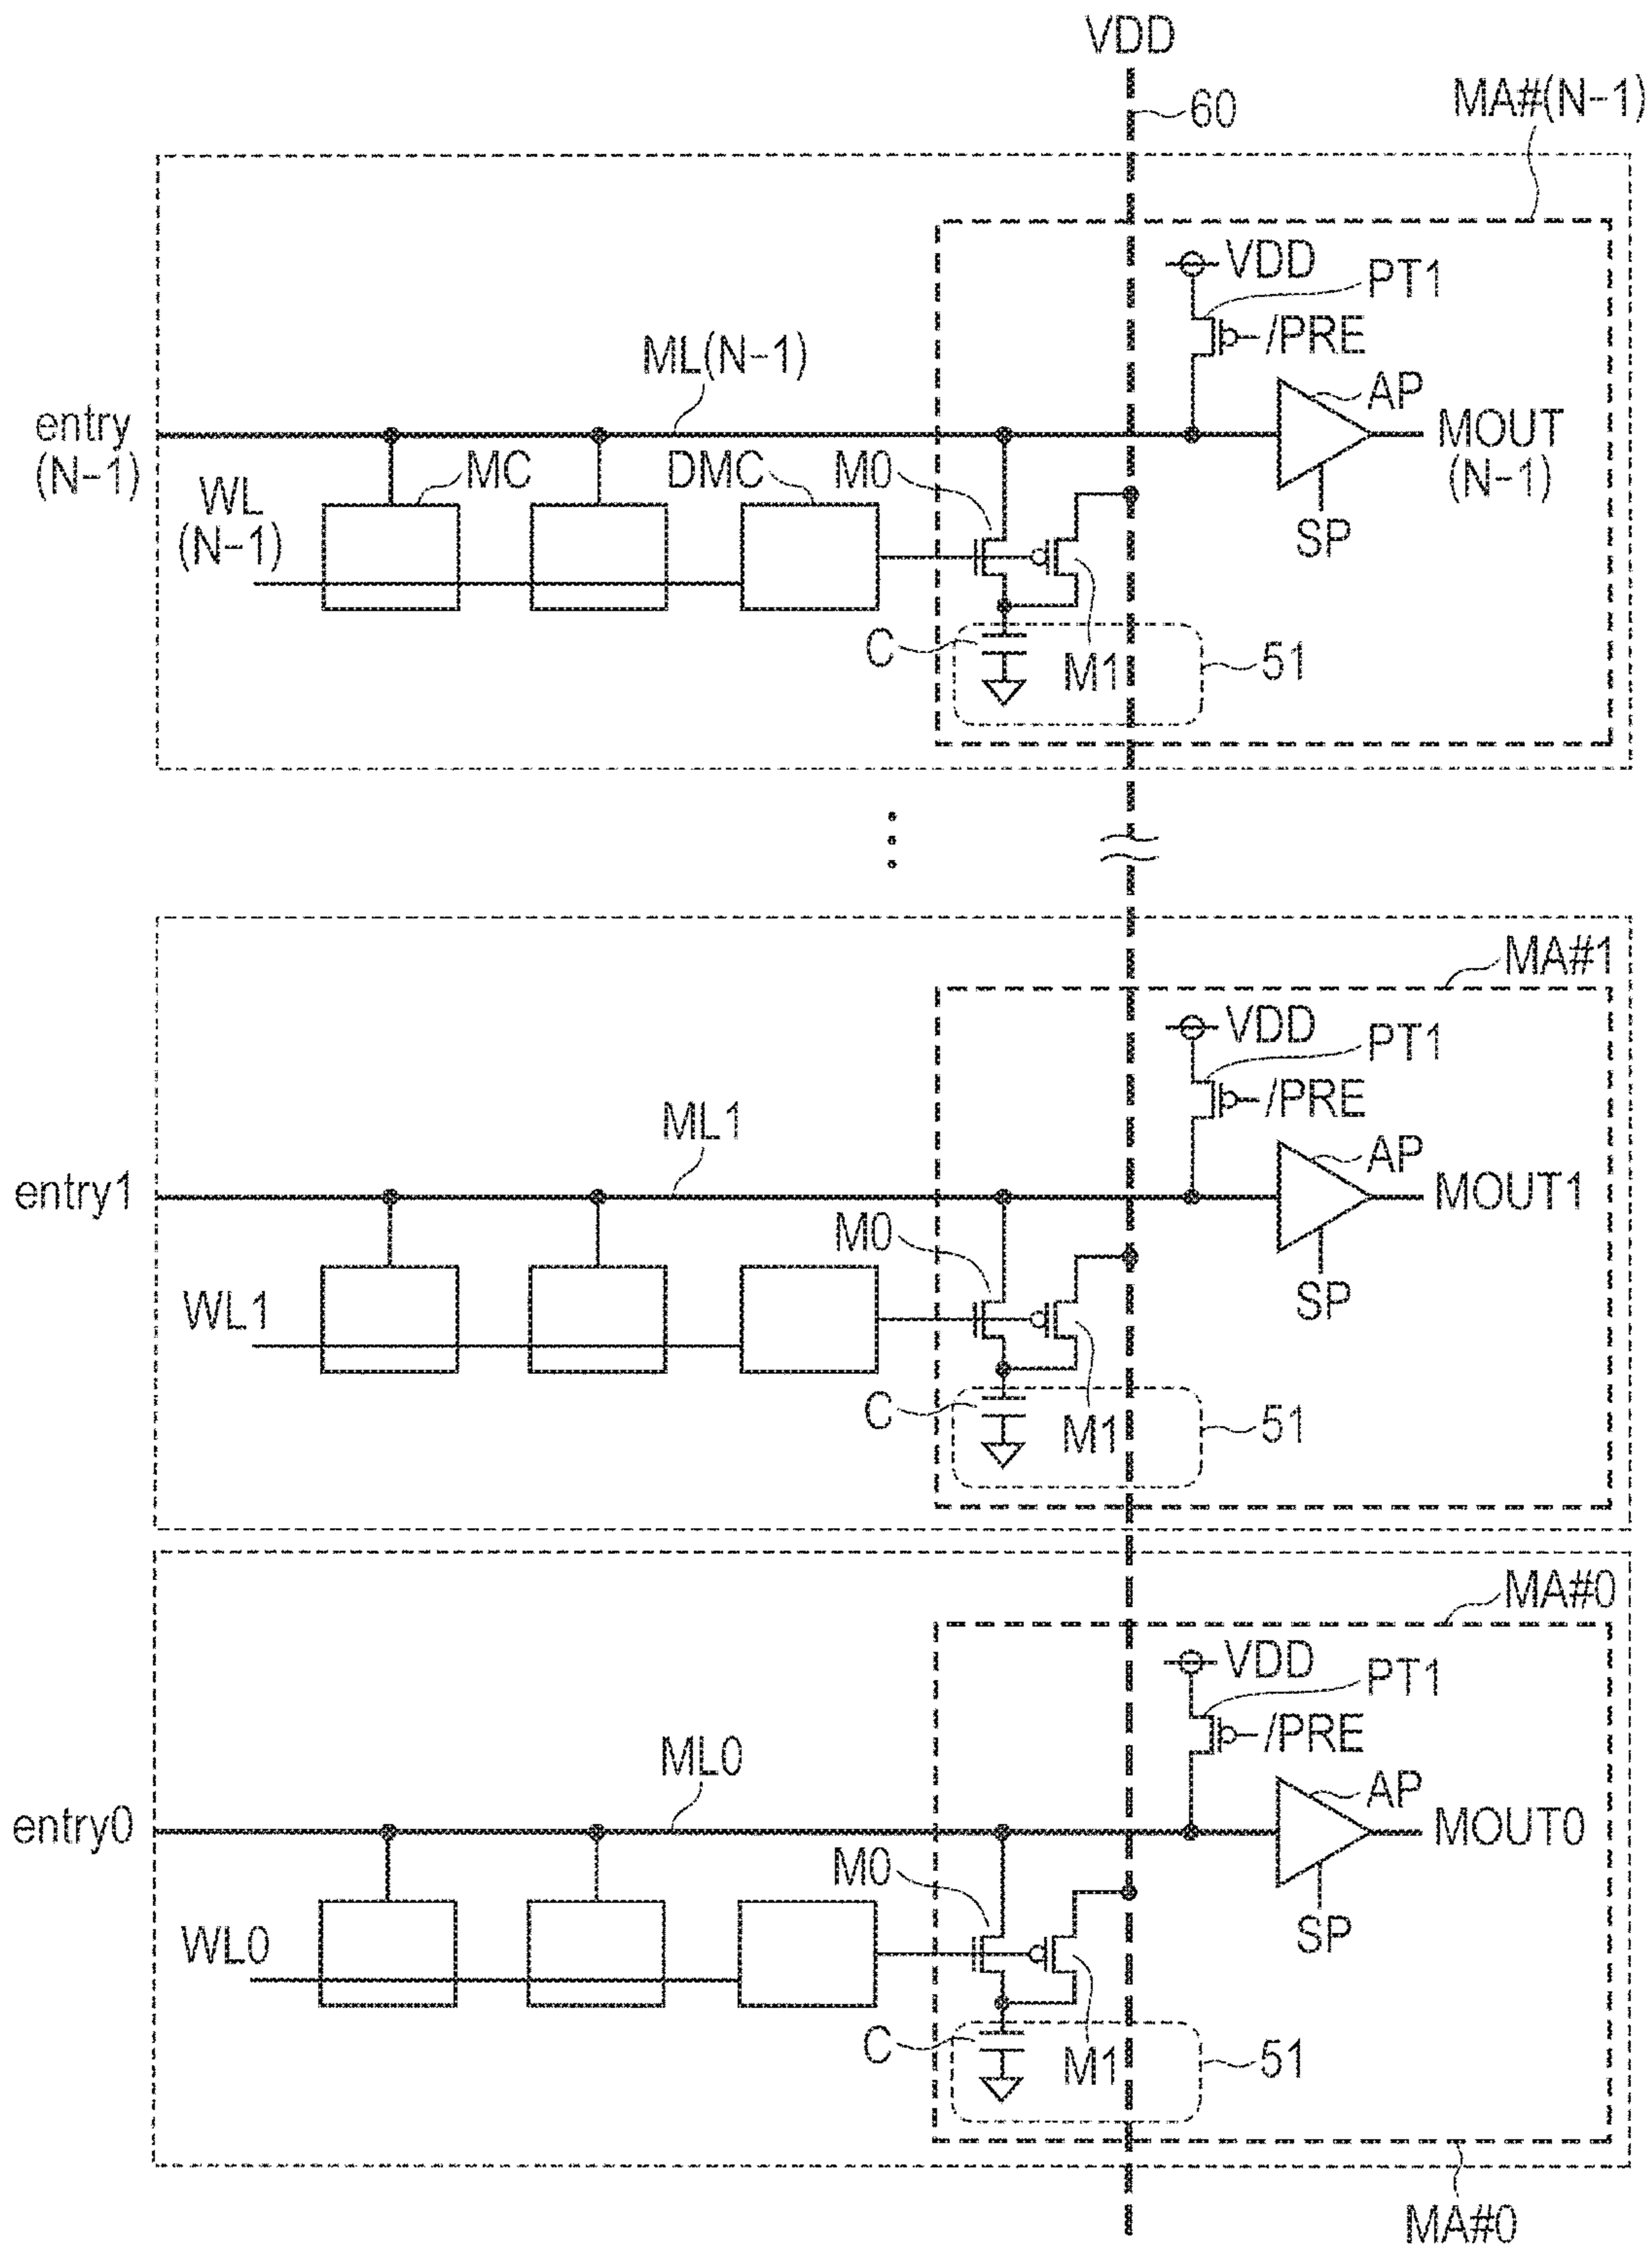 VDD
60
MA#(N-1)
VDD
PT1
/PRE
ML(N-1)
AP
entry
(N-1)
MOUT
(N-1)
WL
(N-1)
MC
DMC
M0
SP
C
M1
51
MA#1
VDD
PT1
/PRE
ML1
AP
entry1
MOUT1
M0
WL1
SP
C
M1
51
MA#0
VDD
PT1
/PRE
ML0
AP
entry0
MOUT0
M0
WL0
SP
C
M1
51
MA#0